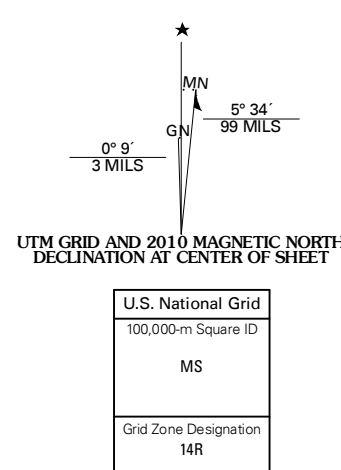 MN
5° 34´
99 MILS
GN
0° 9´
3 MILS
UTM GRID AND 2010 MAGNETIC NORTH
DECLINATION AT CENTER OF SHEET
U.S. National Grid
100,000-m Square ID
MS
Grid Zone Designation
14R